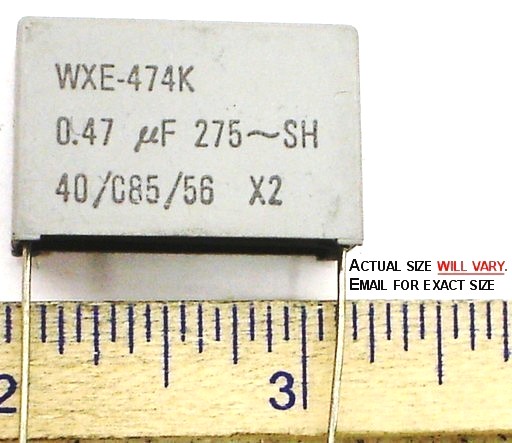 WXE-474K
0.47 µF 275~SH
40/C85/56 X2
ACTUAL SIZE WILL VARY.
EMAIL FOR EXACT SIZE
2 3